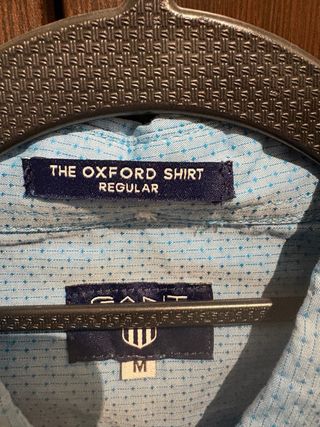 THE OXFORD SHIRT
REGULAR
GANT
M